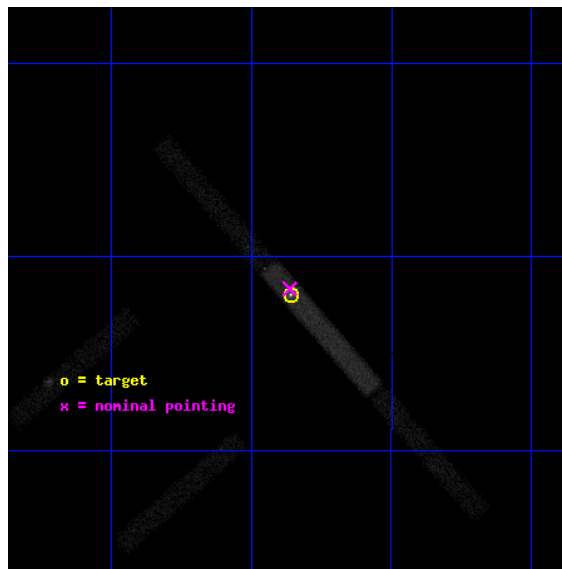 o = target
x = nominal pointing